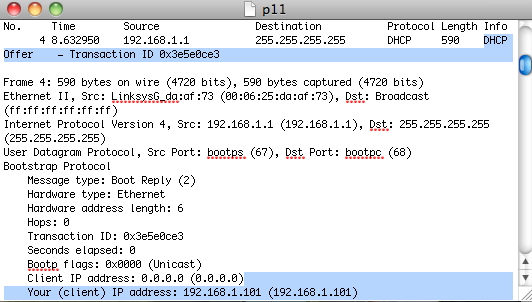 p11
No. Time Source Destination Protocol Length Info
4 8.632950 192.168.1.1 255.255.255.255 DHCP 590 DHCP
Offer - Transaction ID 0x3e5e0ce3
Frame 4: 590 bytes on wire (4720 bits), 590 bytes captured (4720 bits)
Ethernet II, Src: LinksysG_da:af:73 (00:06:25:da:af:73), Dst: Broadcast
(ff:ff:ff:ff:ff:ff)
Internet Protocol Version 4, Src: 192.168.1.1 (192.168.1.1), Dst: 255.255.255.255
(255.255.255.255)
User Datagram Protocol, Src Port: bootps (67), Dst Port: bootpc (68)
Bootstrap Protocol
Message type: Boot Reply (2)
Hardware type: Ethernet
Hardware address length: 6
Hops: 0
Transaction ID: 0x3e5e0ce3
Seconds elapsed: 0
Bootp flags: 0x0000 (Unicast)
Client IP address: 0.0.0.0 (0.0.0.0)
Your (client) IP address: 192.168.1.101 (192.168.1.101)